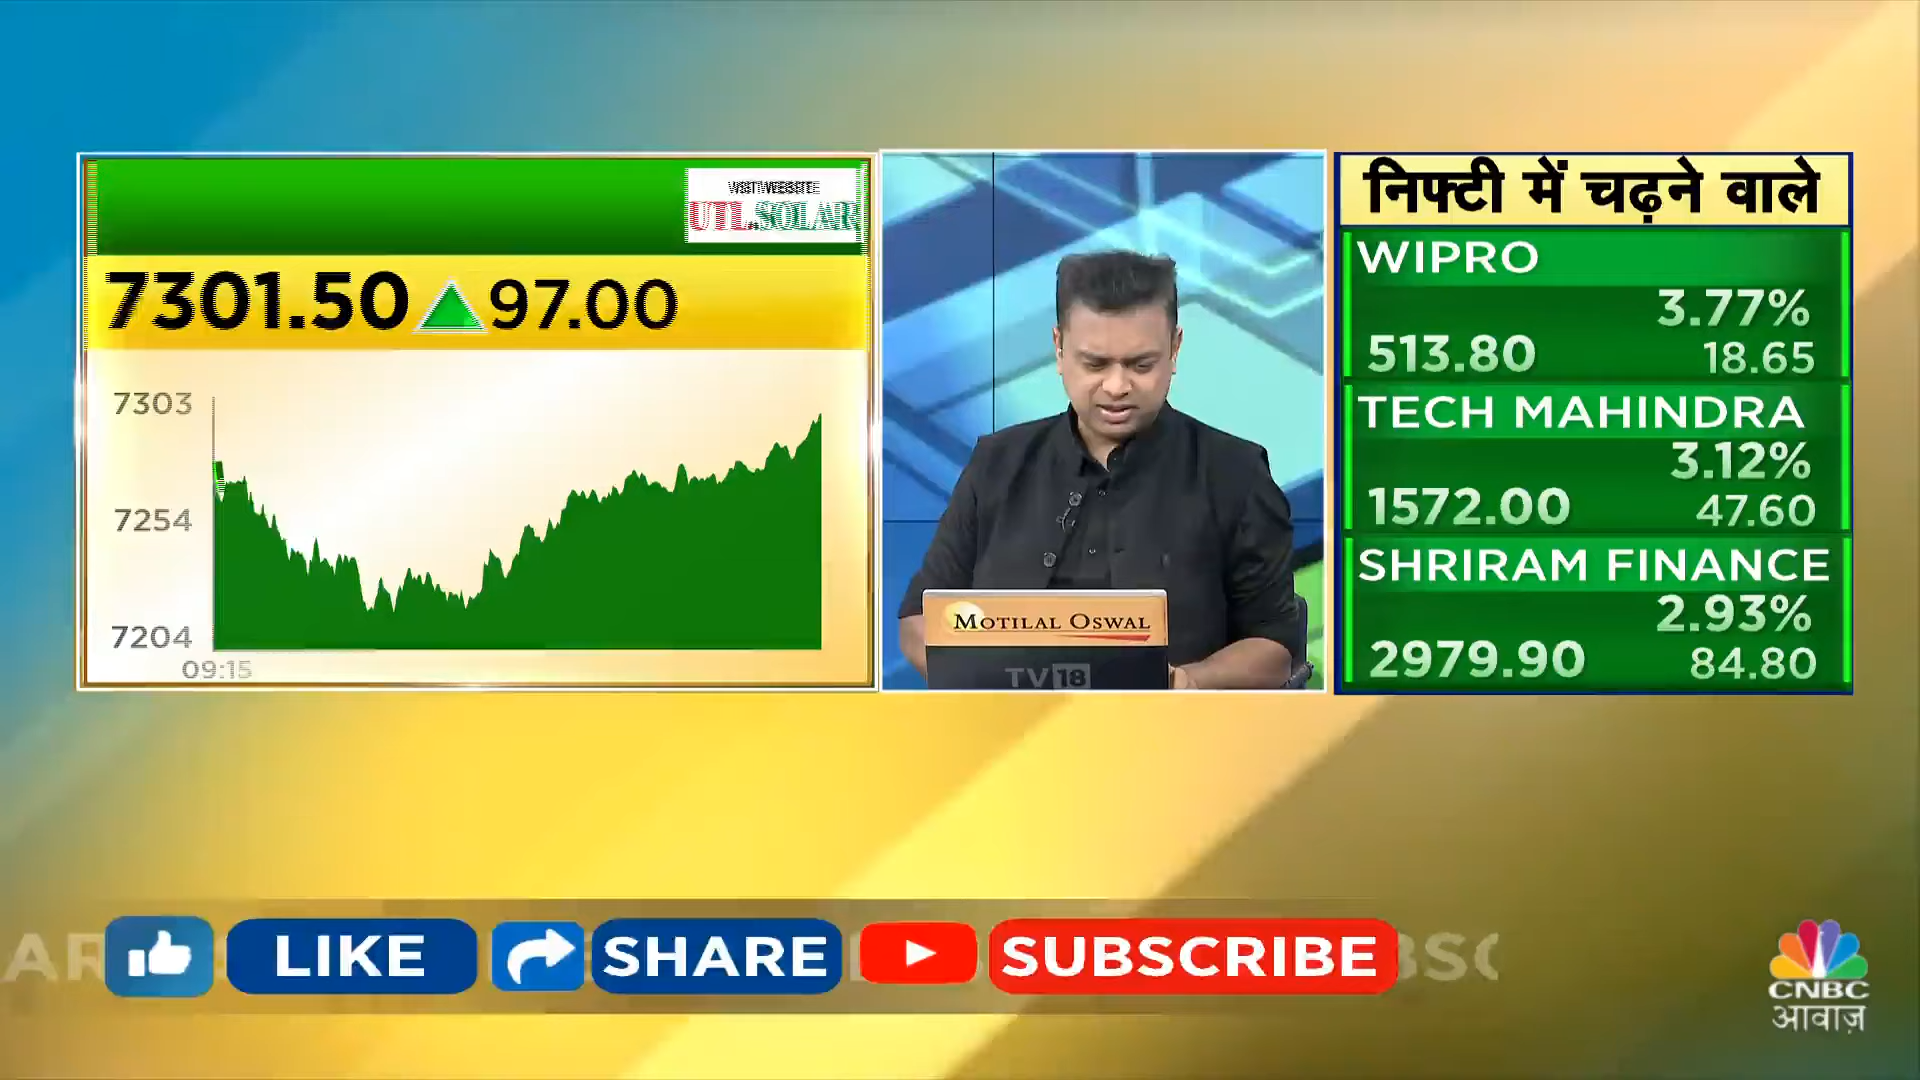 VISIT WEBSITE
UTL.SOLAR
7301.50 97.00
7303
7254
7204
09:15
MOTILAL OSWAL
TV18
निफ्टी में चढ़ने वाले
WIPRO
3.77%
513.80 18.65
TECH MAHINDRA
3.12%
1572.00 47.60
SHRIRAM FINANCE
2.93%
2979.90 84.80
LIKE SHARE SUBSCRIBE
CNBC
आवाज़